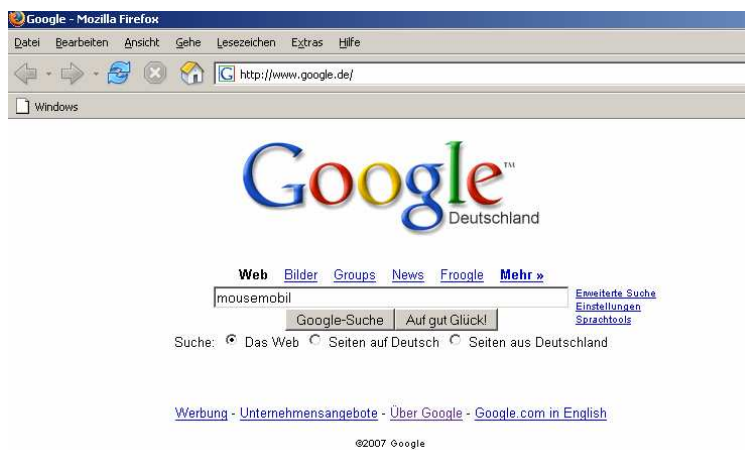 Google - Mozilla Firefox
Datei Bearbeiten Ansicht Gehe Lesezeichen Extras Hilfe
G http://www.google.de/
Windows
Google™
Deutschland
Web Bilder Groups News Froogle Mehr »
mousemobil
Erweiterte Suche
Einstellungen
Sprachtools
Google-Suche Auf gut Glück!
Suche: Das Web Seiten auf Deutsch Seiten aus Deutschland
Werbung - Unternehmensangebote - Über Google - Google.com in English
©2007 Google